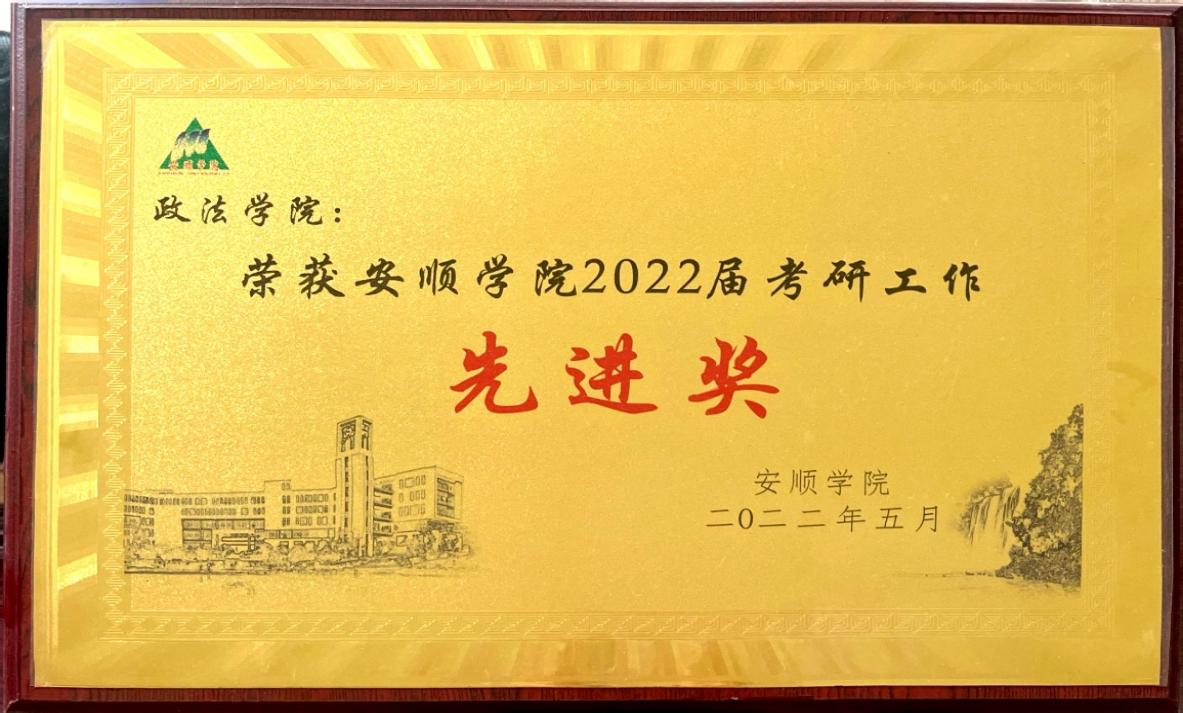 政法学院：
荣获安顺学院2022届考研工作
先进奖
安顺学院
二0二二年五月